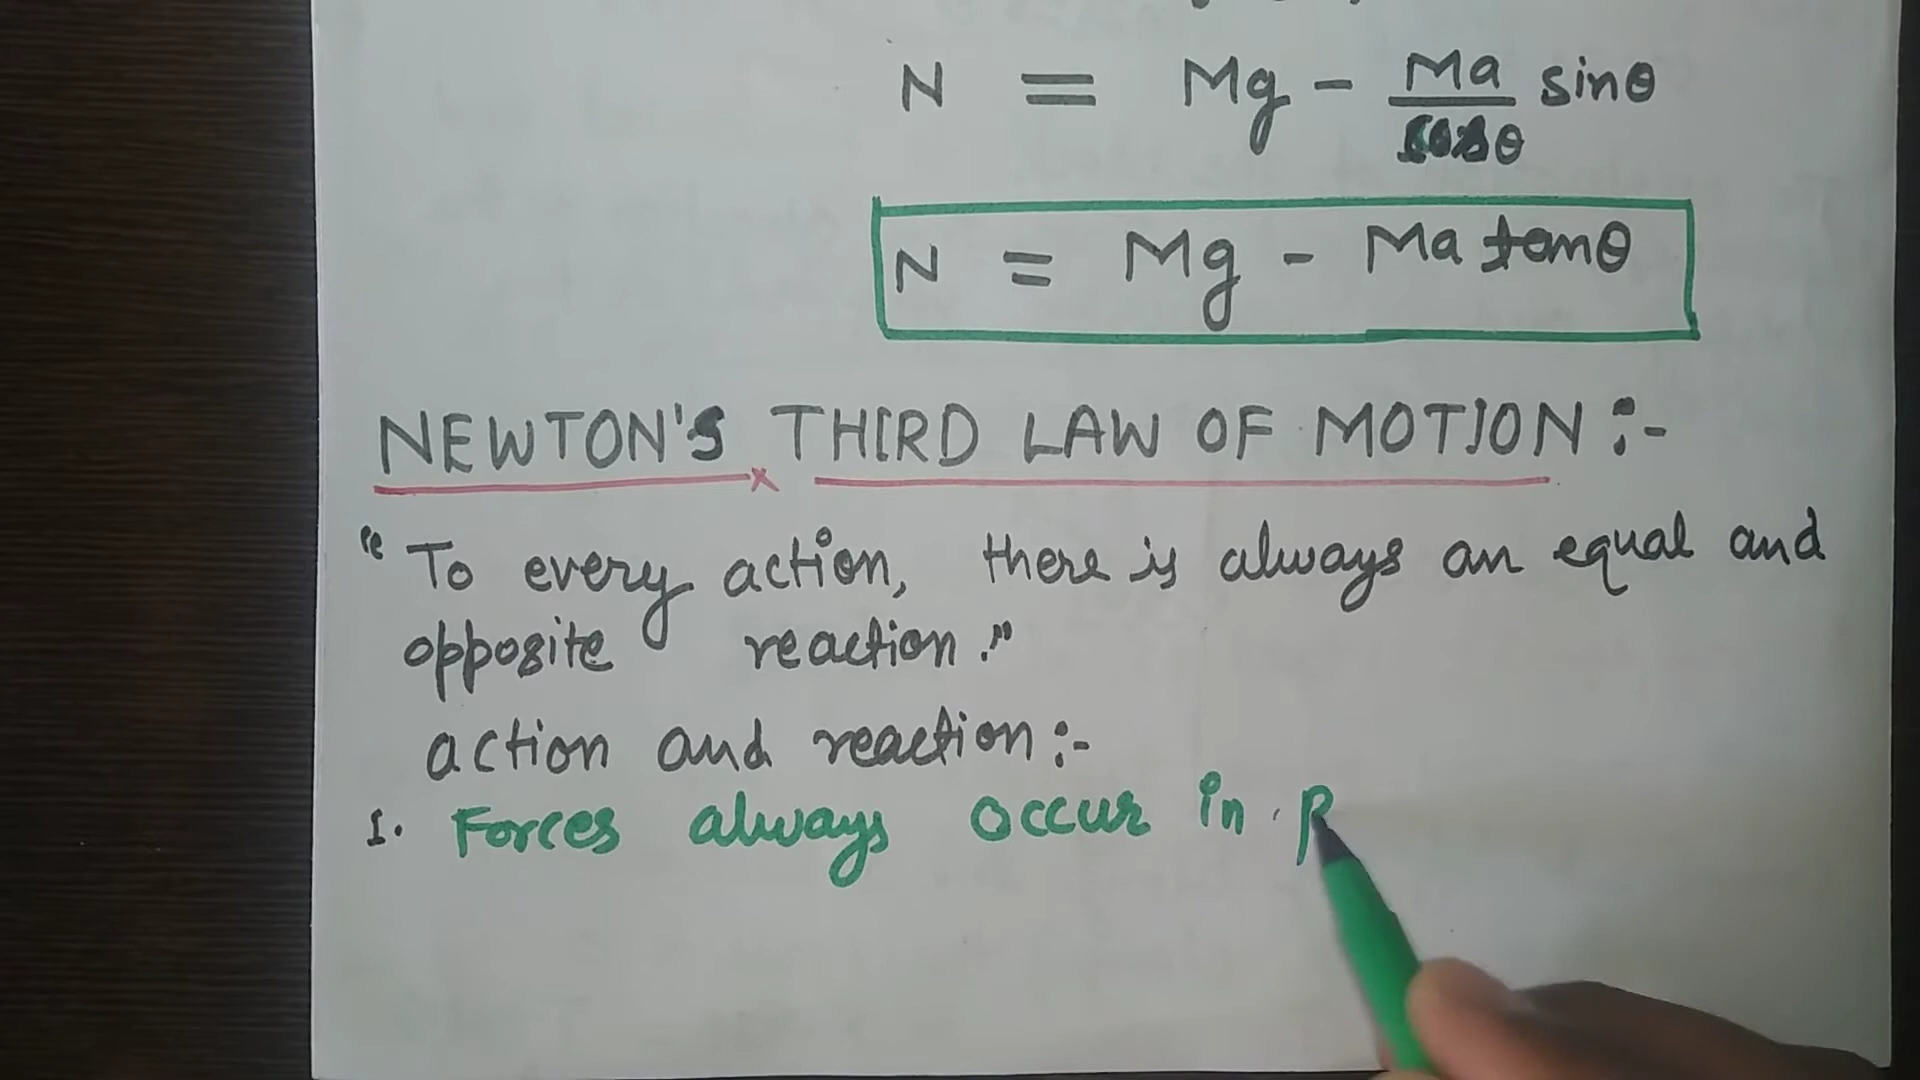 N = Mg - Ma/cosθ sinθ
N = Mg - Ma tanθ
NEWTON'S THIRD LAW OF MOTION :-
"To every action, there is always an equal and
opposite reaction."
action and reaction :-
1. Forces always occur in p